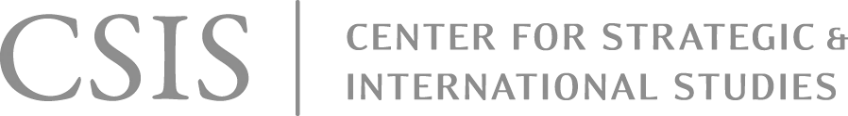 CSIS
CENTER FOR STRATEGIC &
INTERNATIONAL STUDIES